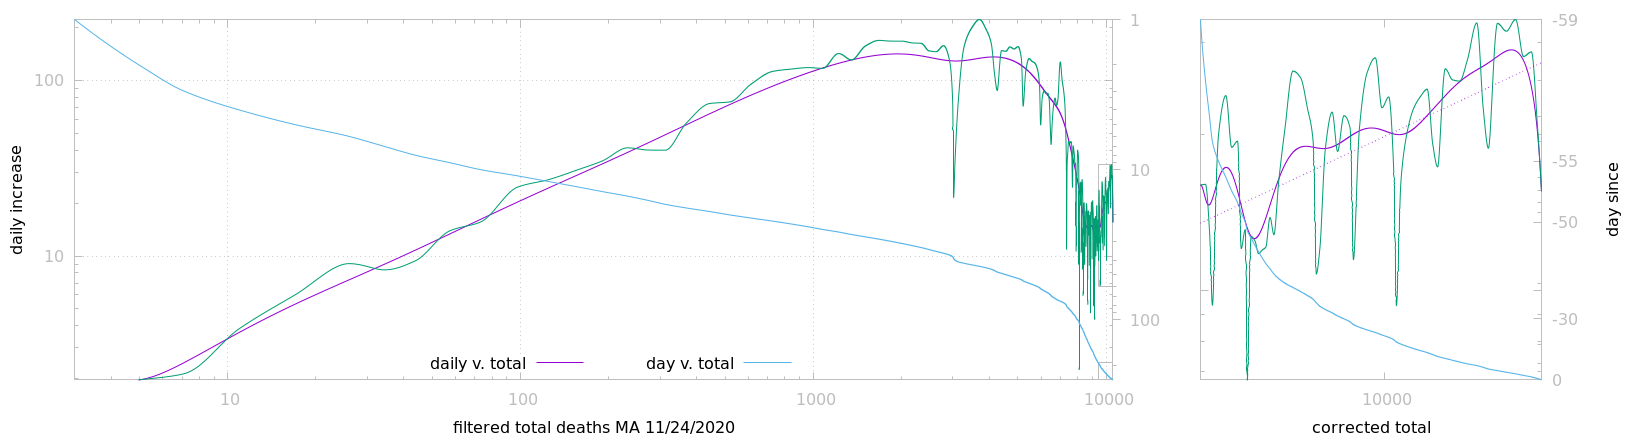 1
-59
100
daily increase
10
-55
-50
day since
10
100
-30
daily v. total
day v. total
0
10
100
1000
10000
10000
filtered total deaths MA 11/24/2020
corrected total